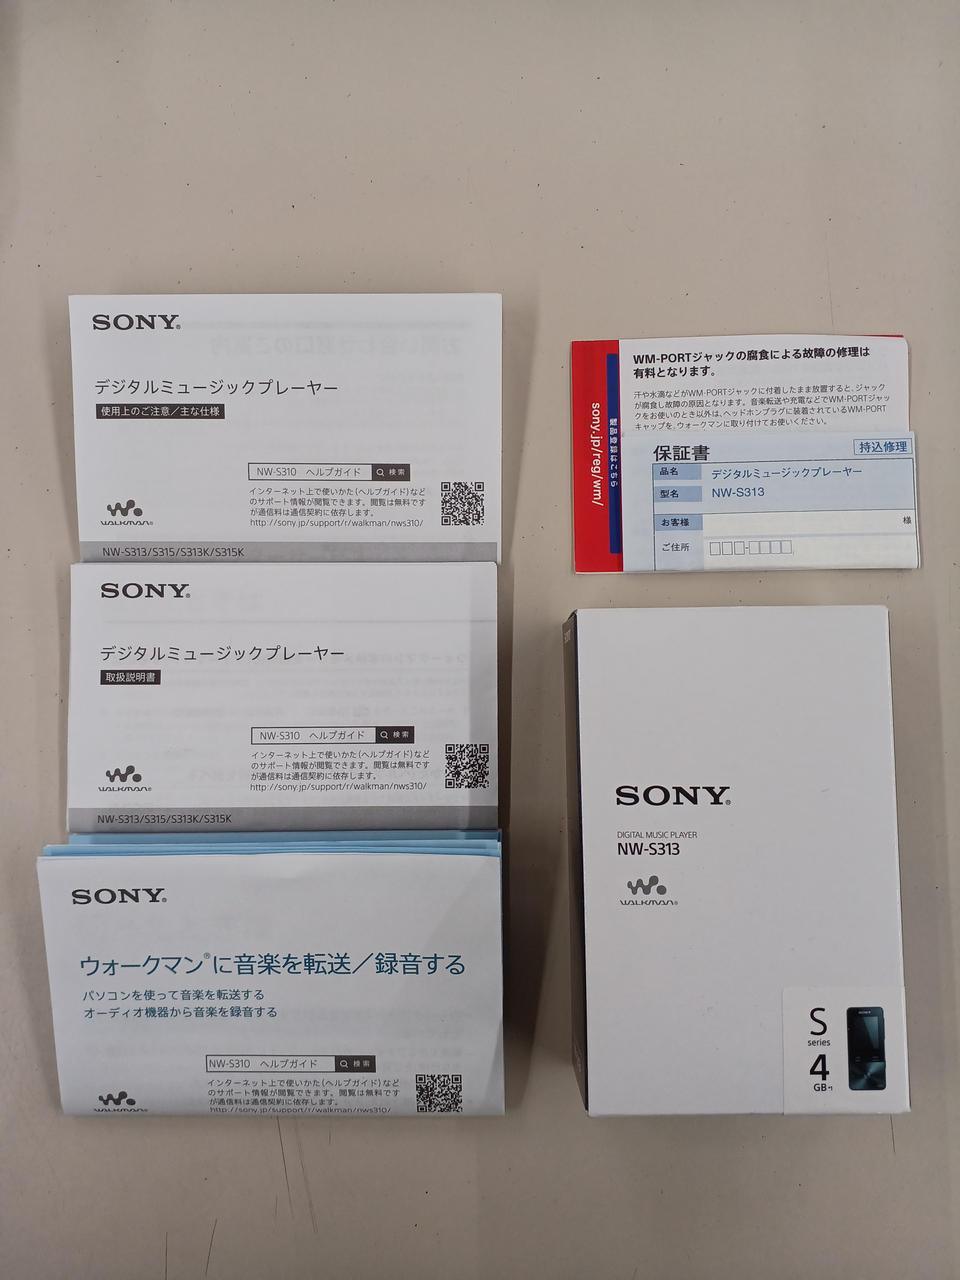 SONY®
デジタルミュージックプレーヤー
使用上のご注意／主な仕様
NW-S310 ヘルプガイド 検索
インターネット上で使いかた（ヘルプガイド）など
のサポート情報が閲覧できます。閲覧は無料です
が通信料は通信契約に依存します。
http://sony.jp/support/r/walkman/nws310/
WALKMAN®
NW-S313/S315/S313K/S315K
SONY®
デジタルミュージックプレーヤー
取扱説明書
NW-S310 ヘルプガイド 検索
インターネット上で使いかた（ヘルプガイド）など
のサポート情報が閲覧できます。閲覧は無料です
が通信料は通信契約に依存します。
http://sony.jp/support/r/walkman/nws310/
WALKMAN®
NW-S313/S315/S313K/S315K
SONY®
ウォークマン®に音楽を転送／録音する
パソコンを使って音楽を転送する
オーディオ機器から音楽を録音する
NW-S310 ヘルプガイド 検索
インターネット上で使いかた（ヘルプガイド）など
のサポート情報が閲覧できます。閲覧は無料です
が通信料は通信契約に依存します。
http://sony.jp/support/r/walkman/nws310/
WALKMAN®
WM-PORTジャックの腐食による故障の修理は
有料となります。
汗や水滴などがWM-PORTジャックに付着したまま放置すると、ジャック
が腐食し故障の原因となります。音楽転送や充電などでWM-PORTジャッ
クをお使いのとき以外は、ヘッドホンプラグに装着されているWM-PORT
キャップを、ウォークマンに取り付けてお使いください。
製品登録はこちら
sony.jp/reg/wm/
保証書 持込修理
品名 デジタルミュージックプレーヤー
型名 NW-S313
お客様 様
ご住所
SONY®
DIGITAL MUSIC PLAYER
NW-S313
WALKMAN®
S
series
4
GB*1
SONY